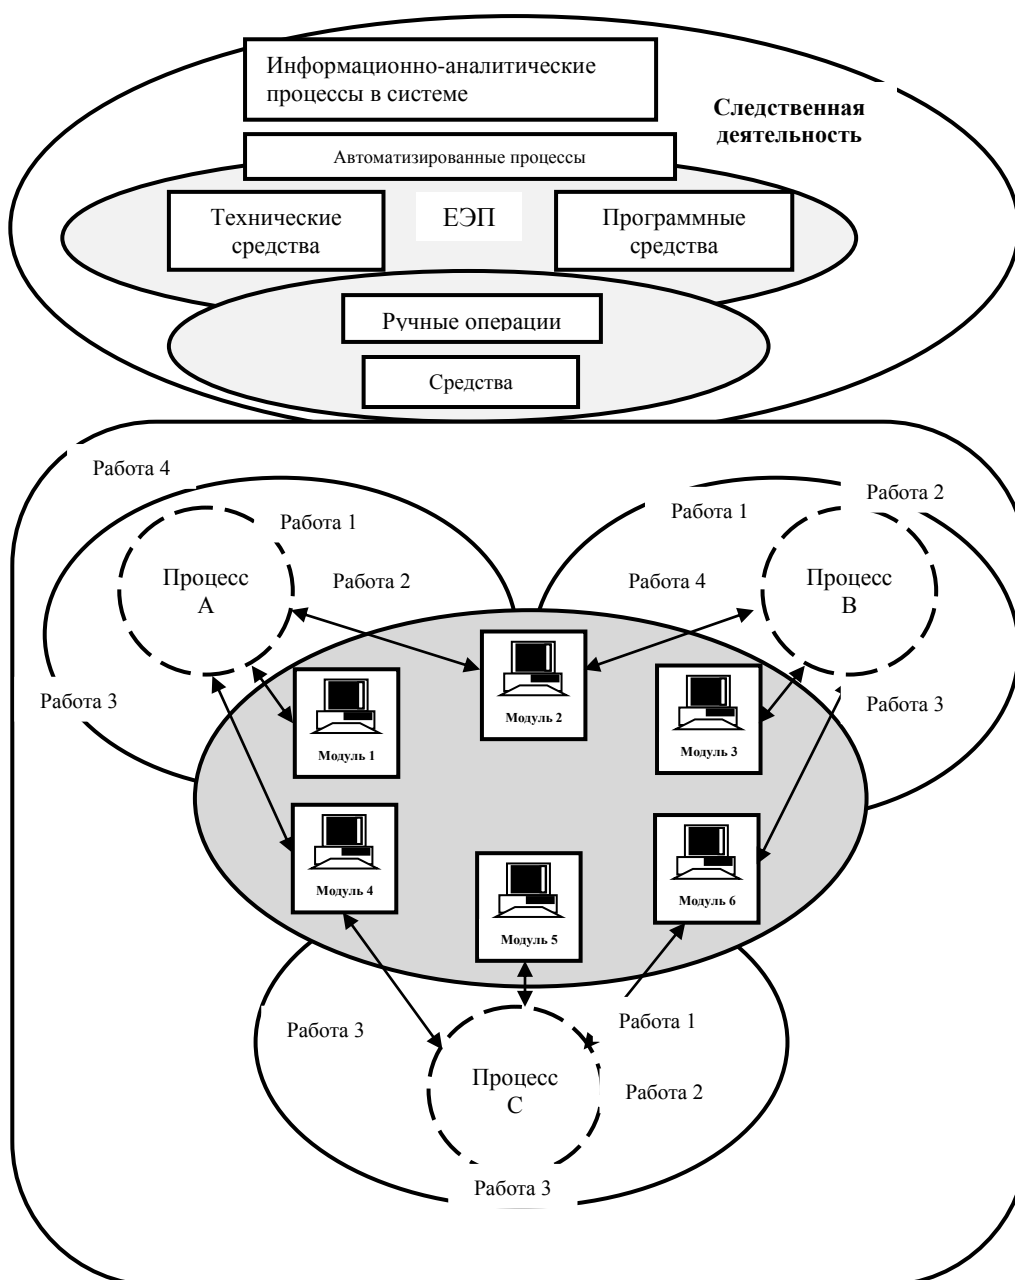 Информационно-аналитические
процессы в системе
Следственная
деятельность
Автоматизированные процессы
Технические
средства
ЕЭП
Программные
средства
Ручные операции
Средства
Работа 4
Работа 1
Работа 2
Процесс
А
Работа 3
Работа 1
Работа 2
Работа 4
Процесс
В
Работа 3
Модуль 1
Модуль 2
Модуль 3
Модуль 4
Модуль 5
Модуль 6
Работа 3
Работа 1
Процесс
С
Работа 2
Работа 3